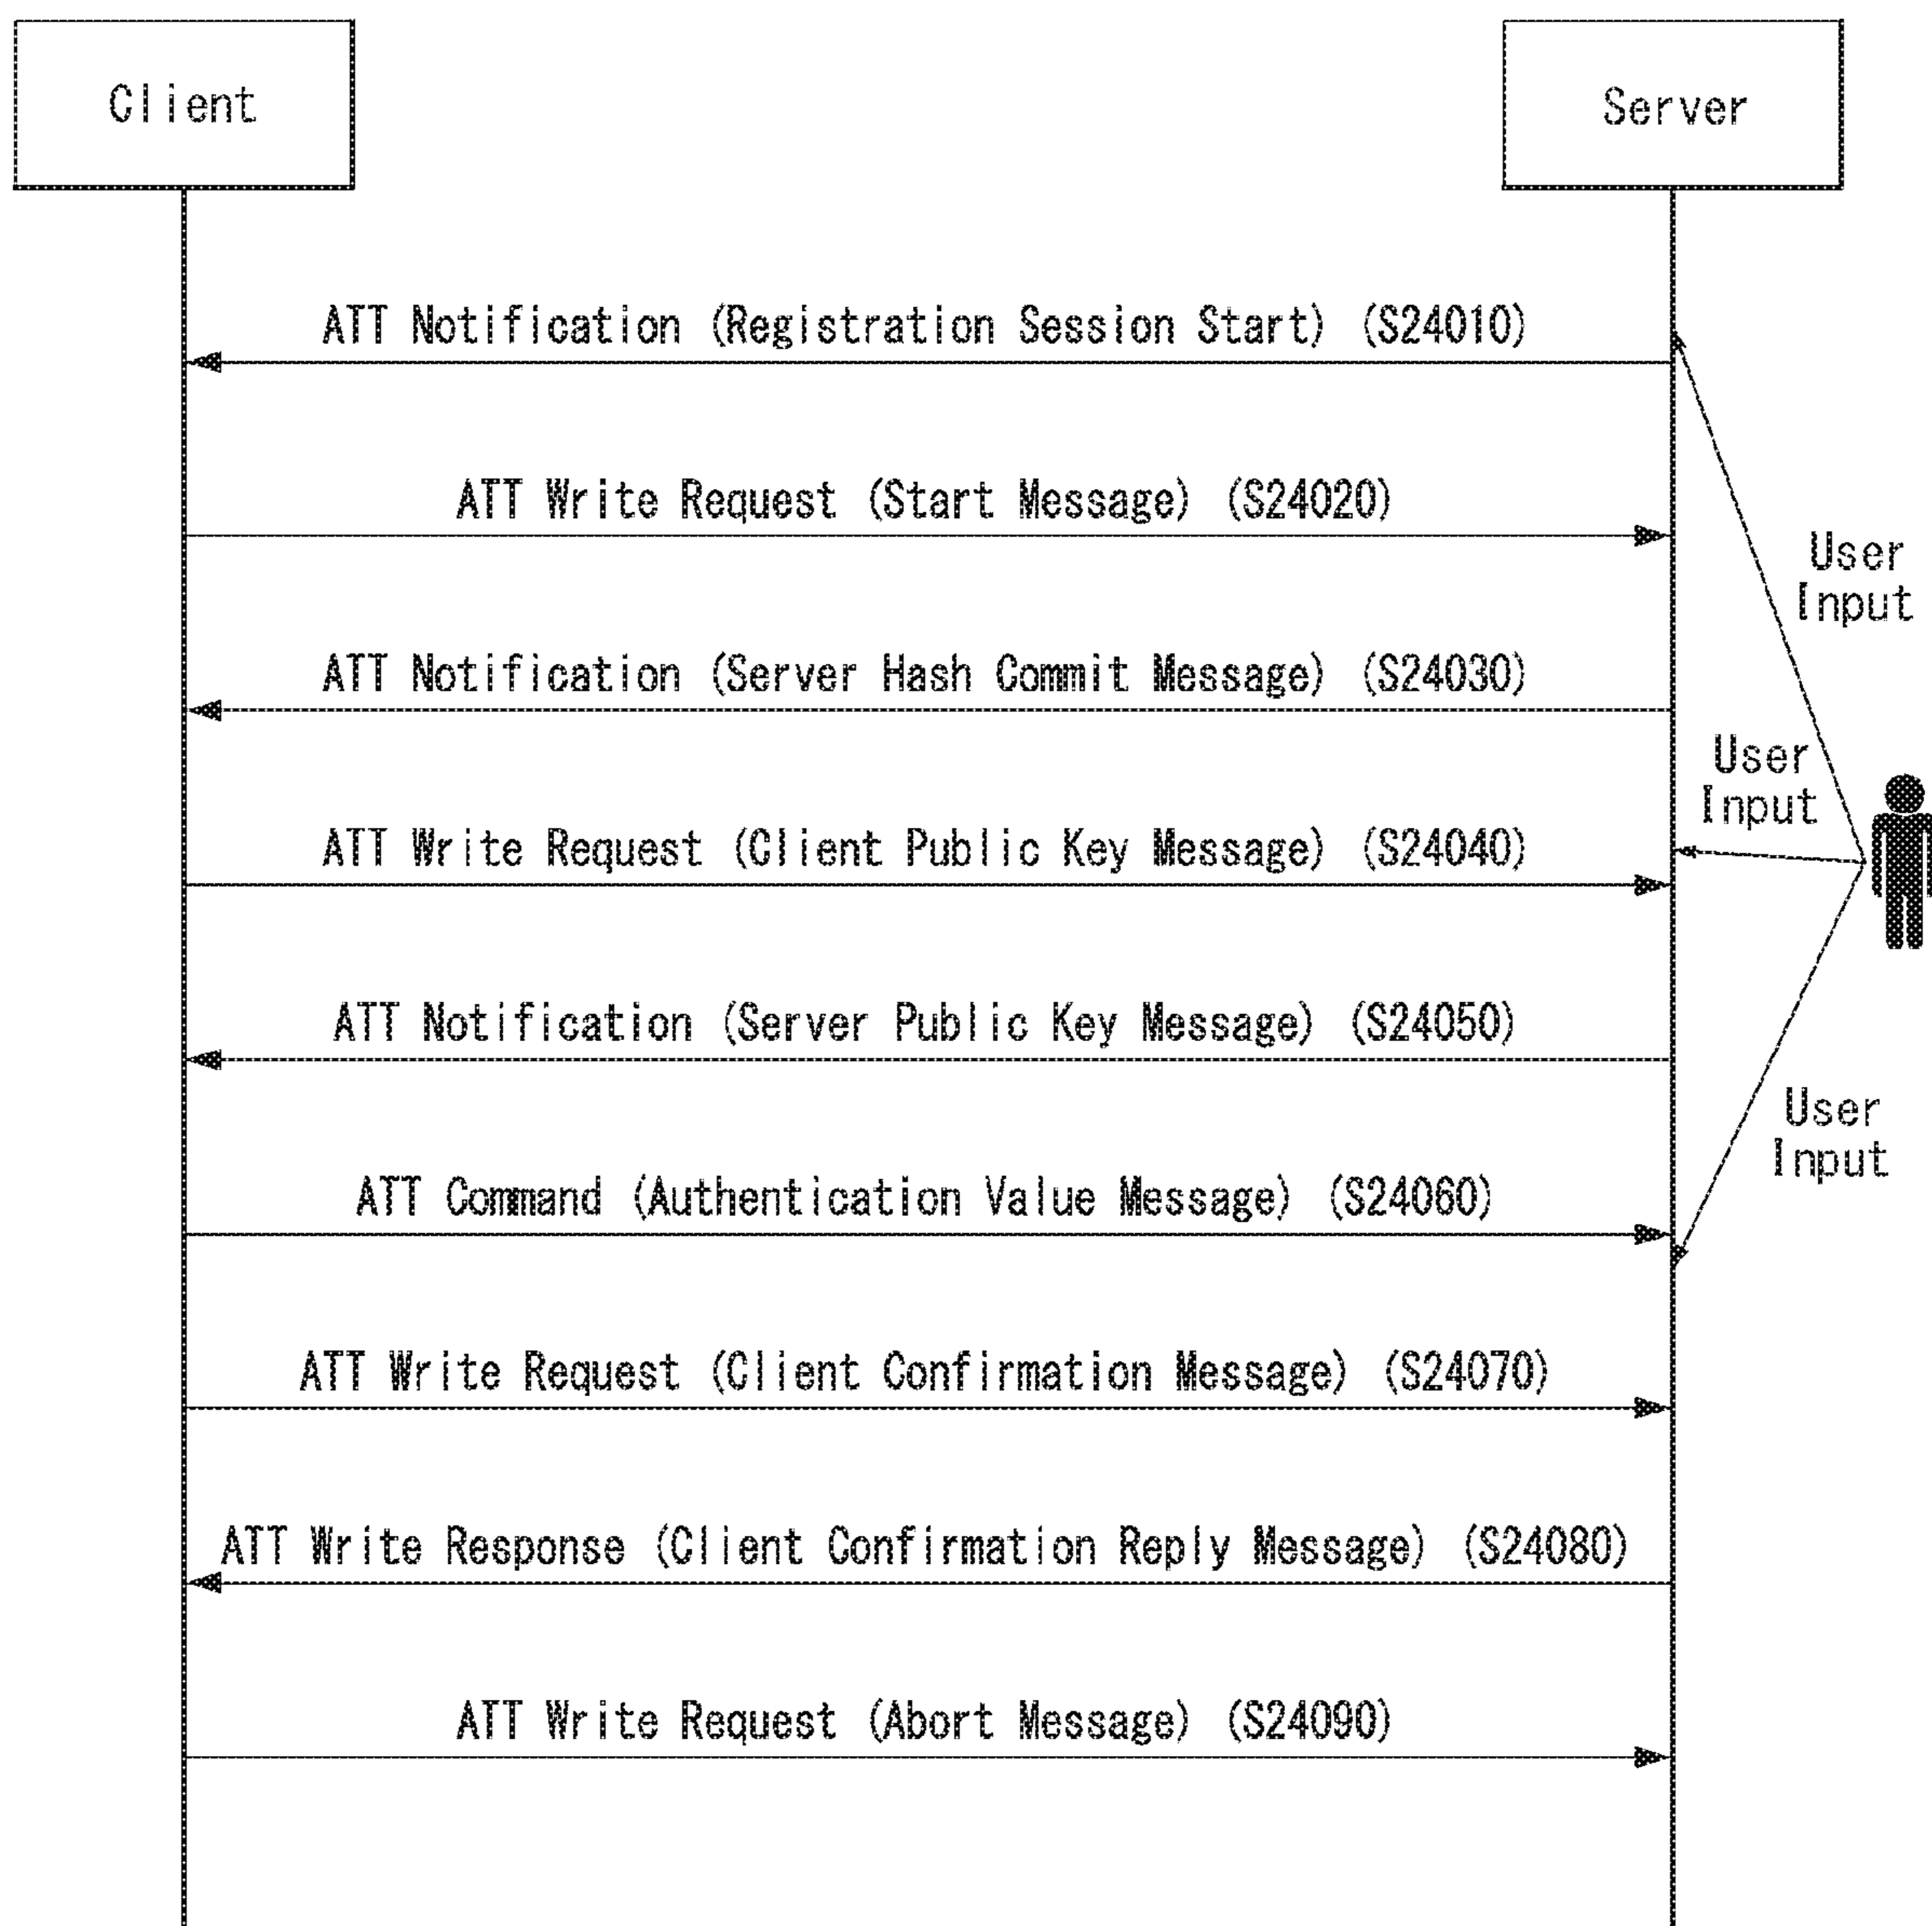 Client
Server
ATT Notification (Registration Session Start) (S24010)
ATT Write Request (Start Message) (S24020)
User
Input
ATT Notification (Server Hash Commit Message) (S24030)
User
Input
ATT Write Request (Client Public Key Message) (S24040)
ATT Notification (Server Public Key Message) (S24050)
User
Input
ATT Command (Authentication Value Message) (S24060)
ATT Write Request (Client Confirmation Message) (S24070)
ATT Write Response (Client Confirmation Reply Message) (S24080)
ATT Write Request (Abort Message) (S24090)